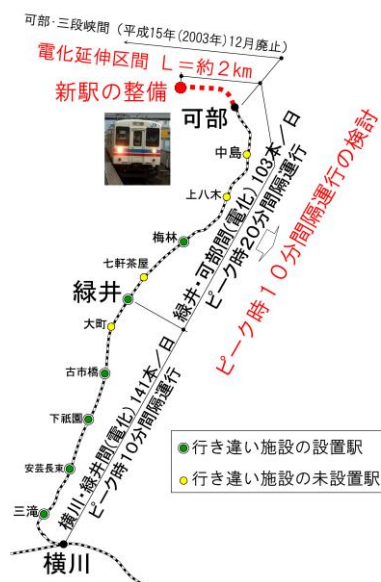 可部・三段峡間(平成15年(2003年)12月廃止)
電化延伸区間 L=約2km
新駅の整備
可部
中島
上八木
梅林
七軒茶屋
緑井
大町
古市橋
下祇園
安芸長束
三滝
横川
緑井・可部間(電化)103本/日
ピーク時20分間隔運行
ピーク時10分間隔運行の検討
横川・緑井間(電化)141本/日
ピーク時10分間隔運行
行き違い施設の設置駅
行き違い施設の未設置駅